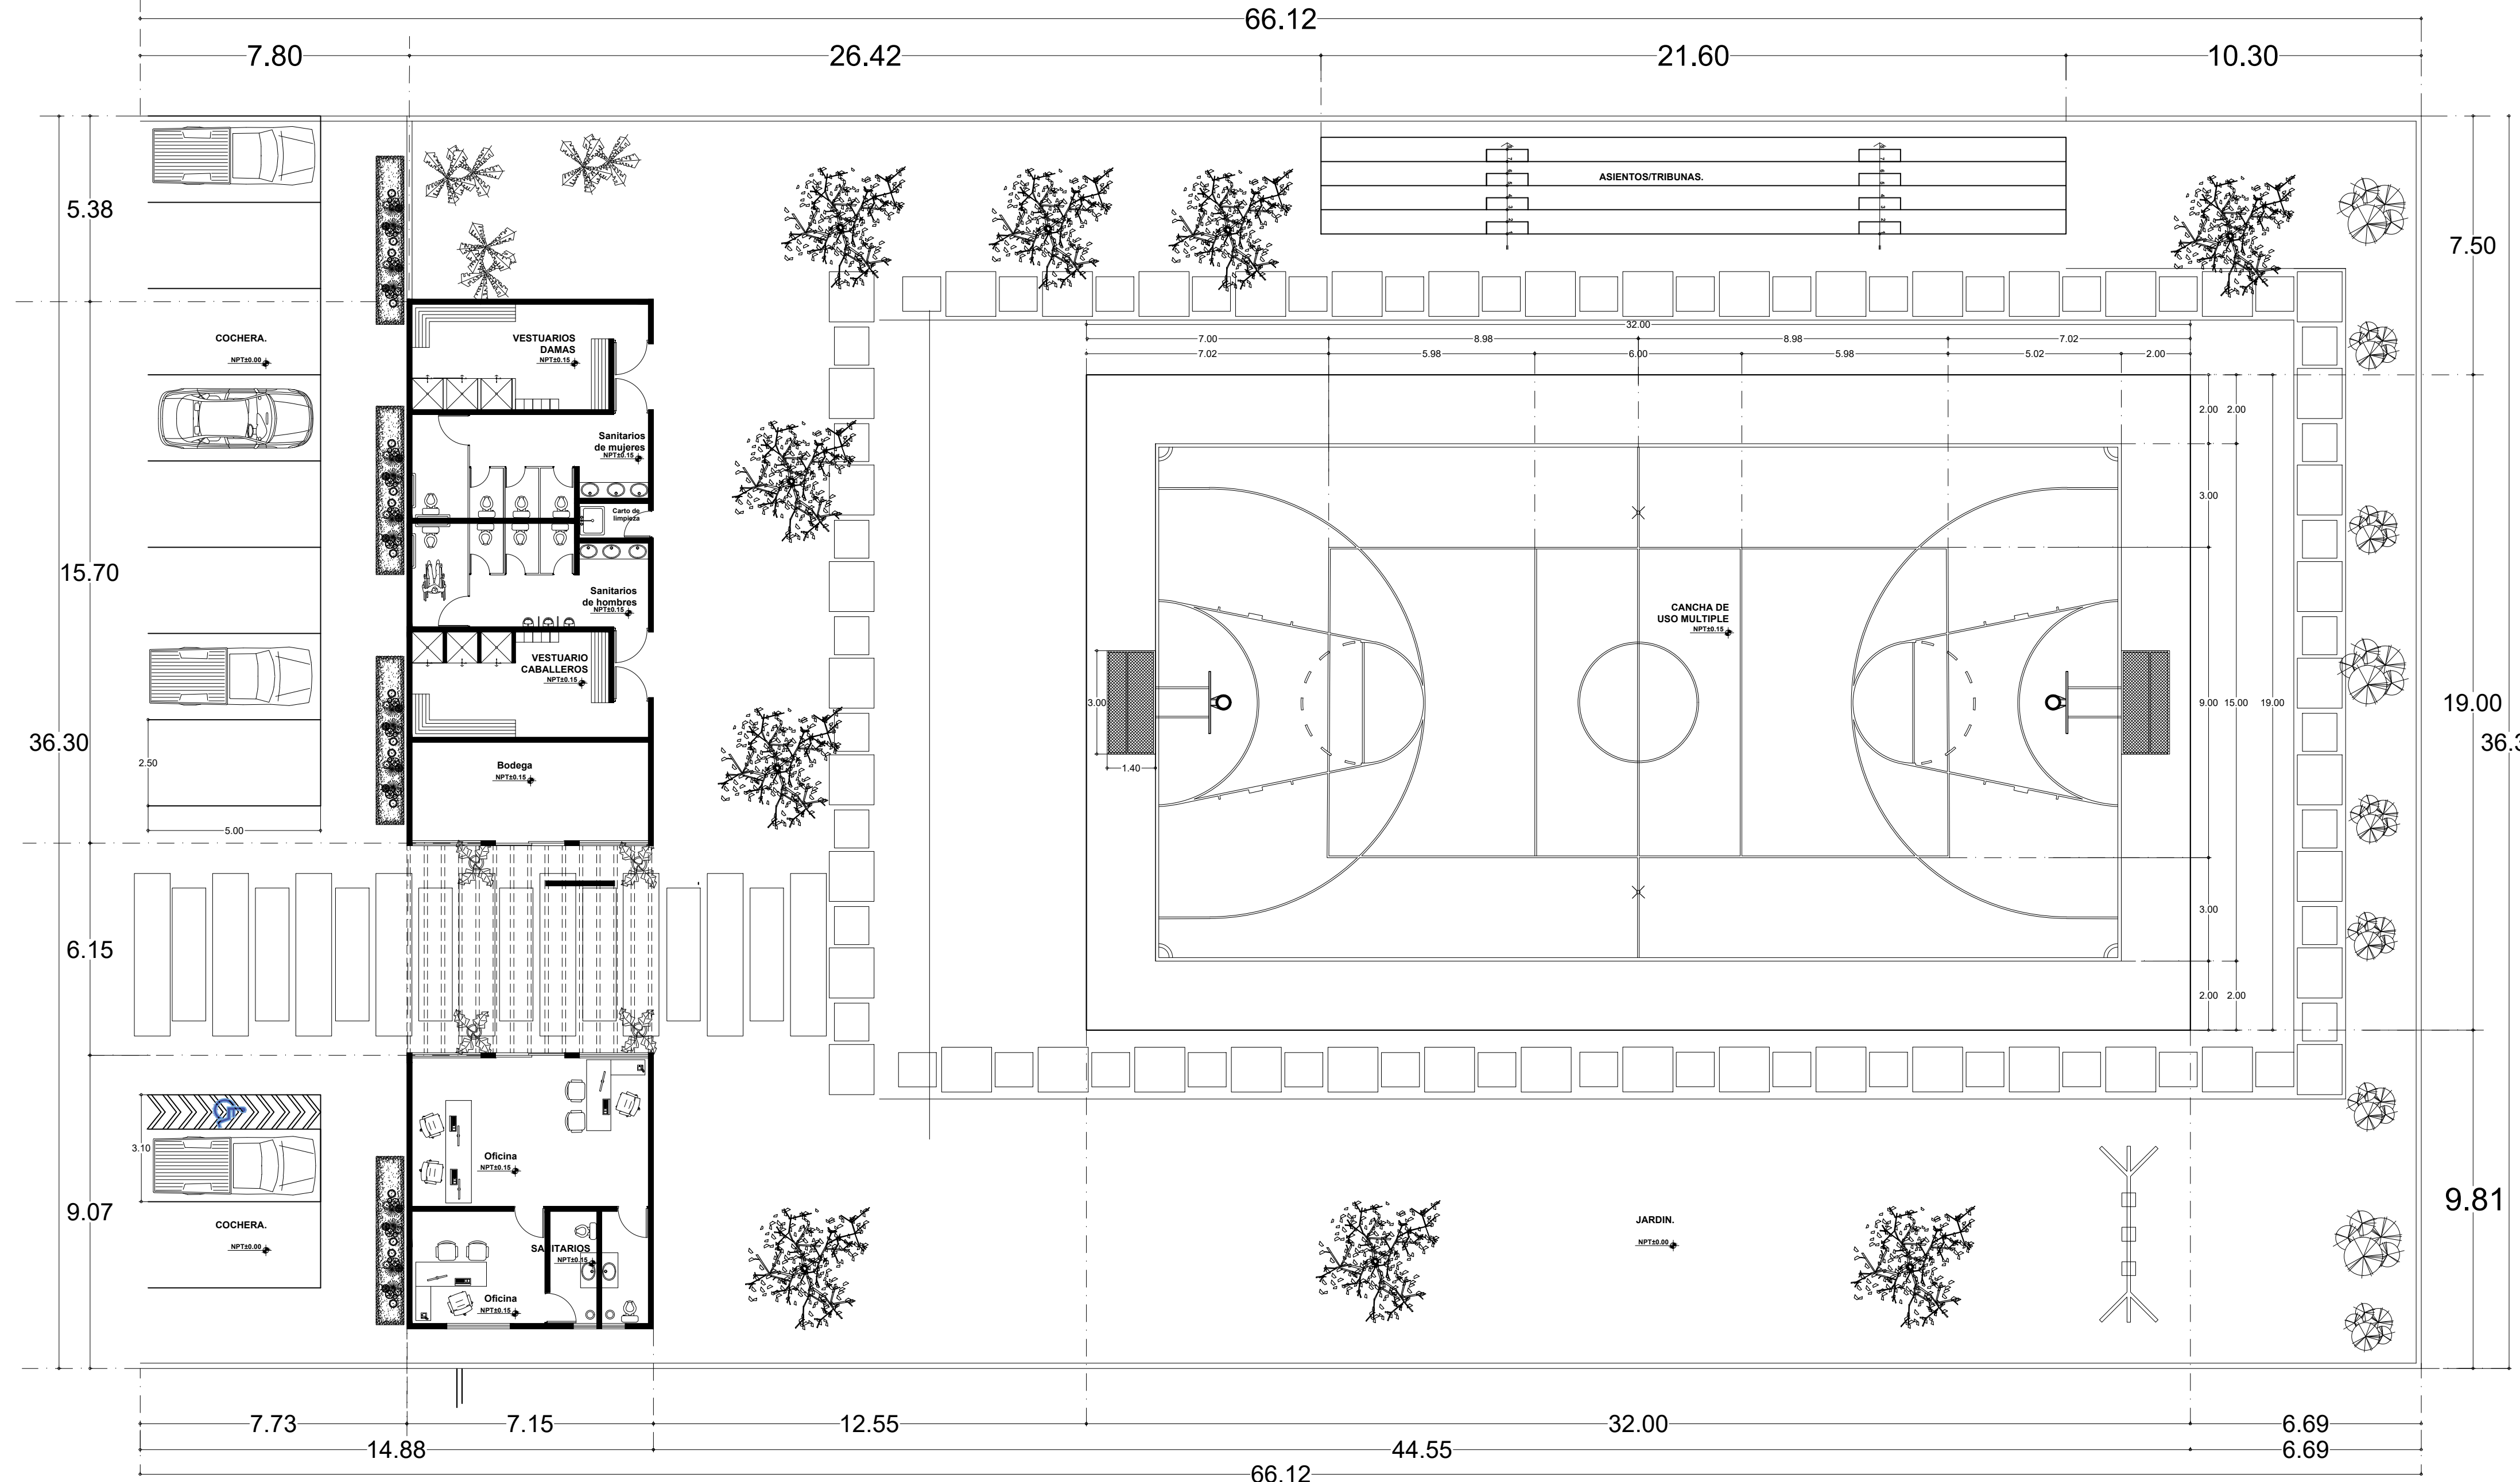 66.12
7.80 26.42 21.60 10.30
5.38
15.70
36.30
6.15
9.07
7.50
19.00
36.3
9.81
ASIENTOS/TRIBUNAS.
COCHERA.
NPT±0.00
2.50
5.00
VESTUARIOS
DAMAS
NPT±0.15
Sanitarios
de mujeres
NPT±0.15
Carto de
limpieza
Sanitarios
de hombres
NPT±0.15
VESTUARIO
CABALLEROS
NPT±0.15
Bodega
NPT±0.15
32.00
7.00 8.98 8.98 7.02
7.02 5.98 6.00 5.98 5.02 2.00
2.00 2.00
3.00
9.00 15.00 19.00
3.00
2.00 2.00
CANCHA DE
USO MULTIPLE
NPT±0.15
3.00
1.40
3.10
COCHERA.
NPT±0.00
Oficina
NPT±0.15
SANITARIOS
NPT±0.15
Oficina
NPT±0.15
JARDIN.
NPT±0.00
7.73 7.15 12.55 32.00 6.69
14.88 44.55 6.69
66.12